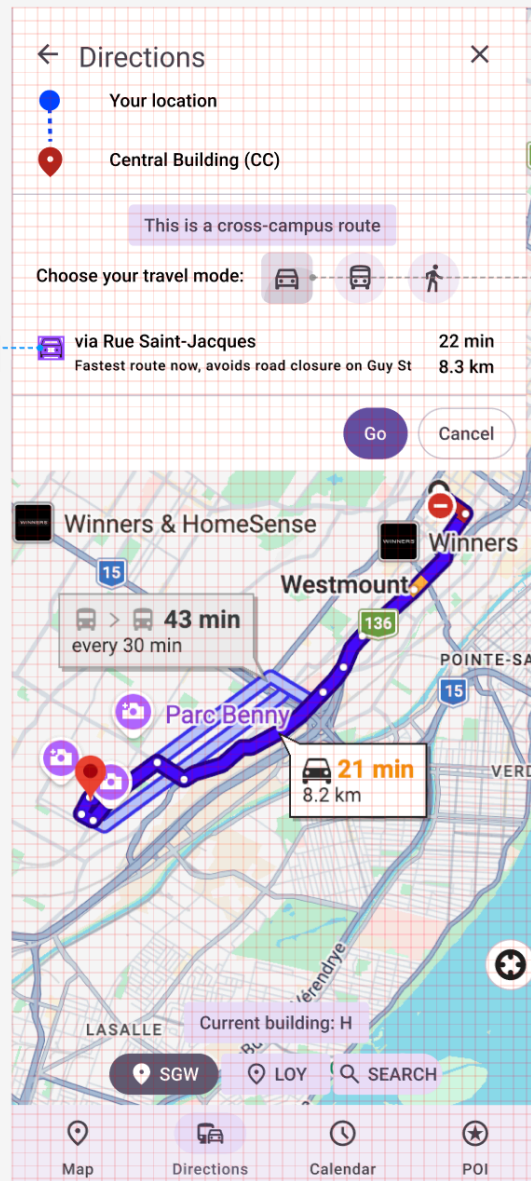 Directions
Your location
Central Building (CC)
This is a cross-campus route
Choose your travel mode:
via Rue Saint-Jacques
22 min
Fastest route now, avoids road closure on Guy St
8.3 km
Go
Cancel
WINNERS
Winners & HomeSense
WINNERS
Winners
15
Westmount
43 min
every 30 min
136
POINTE-SA
15
Parc Benny
21 min
8.2 km
VERD
Vérendrye
LASALLE
Current building: H
SGW
LOY
SEARCH
Map
Directions
Calendar
POI